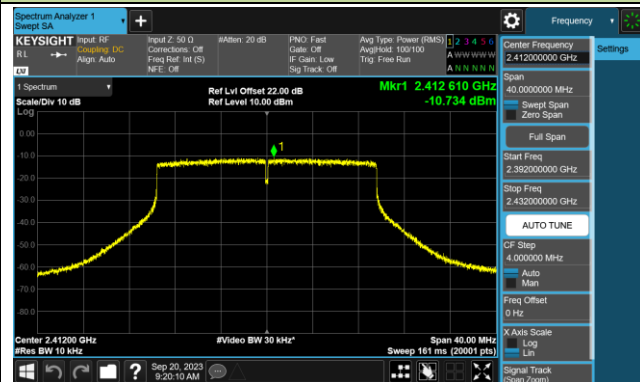 Spectrum Analyzer 1
Swept SA
Frequency
KEYSIGHT
RL
LXI
Input: RF
Coupling: DC
Align: Auto
Input Z: 50 Ω
Corrections: Off
Freq Ref: Int (S)
NFE: Off
#Atten: 20 dB
PNO: Fast
Gate: Off
IF Gain: Low
Sig Track: Off
Avg Type: Power (RMS)
Avg|Hold: 100/100
Trig: Free Run
1 2 3 4 5 6
A W W W W W
A N N N N N
1 Spectrum
Scale/Div 10 dB
Log
Ref Lvl Offset 22.00 dB
Ref Level 10.00 dBm
Mkr1 2.412 610 GHz
-10.734 dBm
1
0.00
-10.0
-20.0
-30.0
-40.0
-50.0
-60.0
-70.0
-80.0
Center 2.41200 GHz
#Res BW 10 kHz
#Video BW 30 kHz*
Span 40.00 MHz
Sweep 161 ms (20001 pts)
Sep 20, 2023
9:20:10 AM
Center Frequency
2.412000000 GHz
Settings
Span
40.0000000 MHz
Swept Span
Zero Span
Full Span
Start Freq
2.392000000 GHz
Stop Freq
2.432000000 GHz
AUTO TUNE
CF Step
4.000000 MHz
Auto
Man
Freq Offset
0 Hz
X Axis Scale
Log
Lin
Signal Track
(Span Zoom)